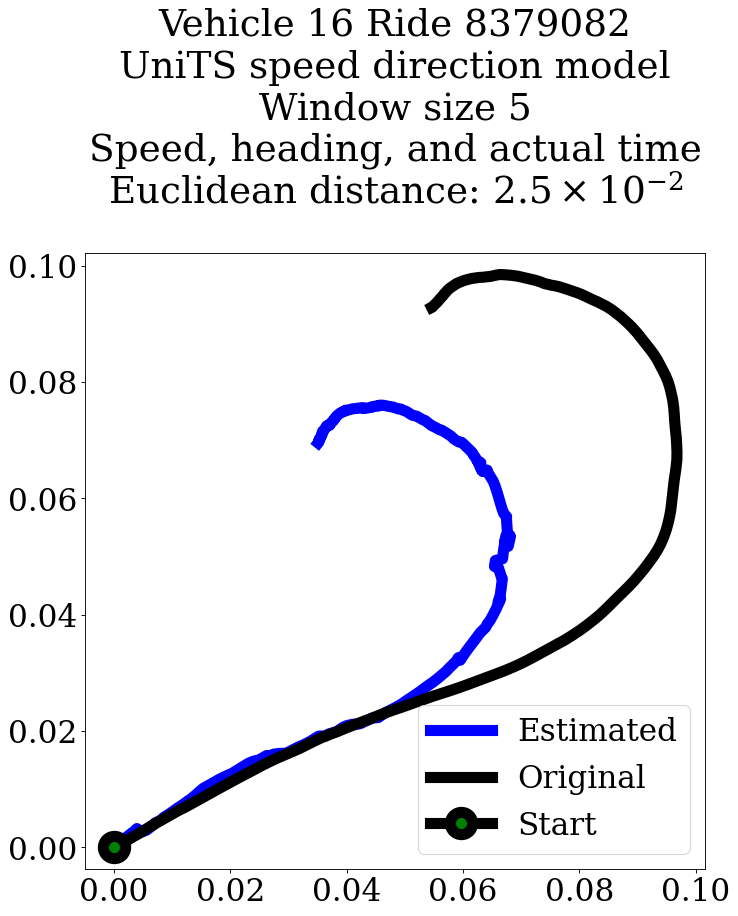 Vehicle 16 Ride 8379082
UniTS speed direction model
Window size 5
Speed, heading, and actual time
Euclidean distance: 2.5 × 10⁻²
0.10
0.08
0.06
0.04
0.02
0.00
Estimated
Original
Start
0.00 0.02 0.04 0.06 0.08 0.10